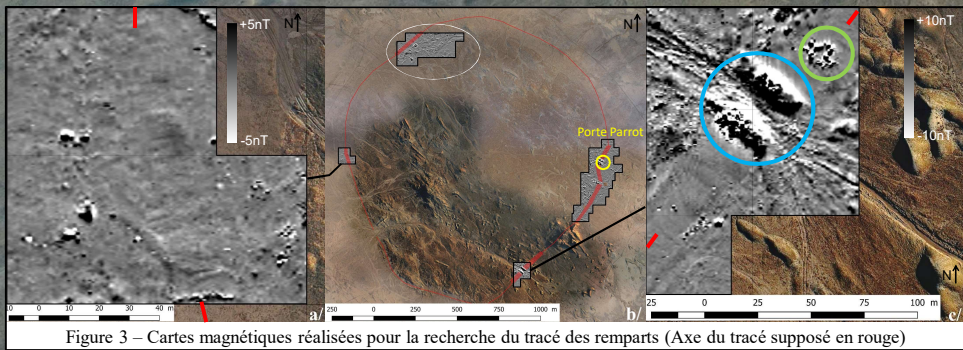 +5nT
-5nT
N
10 0 10 20 30 40 m
a/
N
Porte Parrot
250 0 250 500 750 1000 m
b/
+10nT
-10nT
N
25 0 25 50 75 100 m
c/
Figure 3 – Cartes magnétiques réalisées pour la recherche du tracé des remparts (Axe du tracé supposé en rouge)